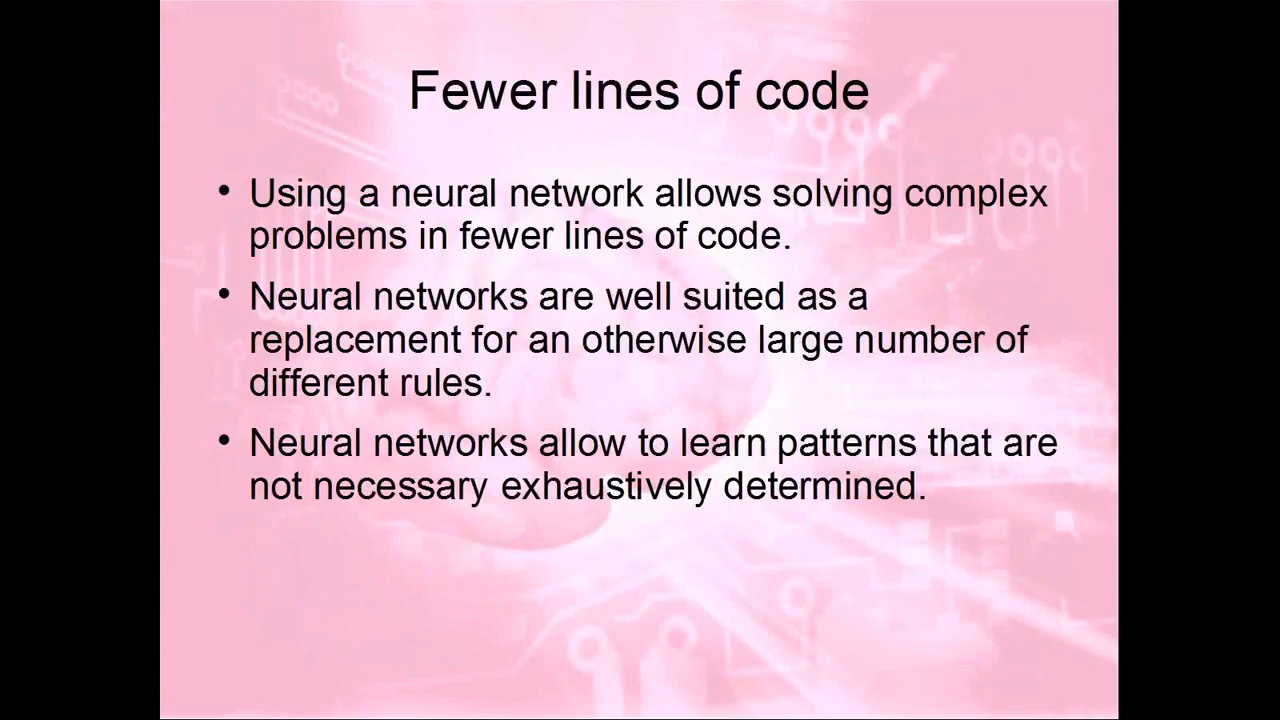 Fewer lines of code
• Using a neural network allows solving complex
problems in fewer lines of code.
• Neural networks are well suited as a
replacement for an otherwise large number of
different rules.
• Neural networks allow to learn patterns that are
not necessary exhaustively determined.